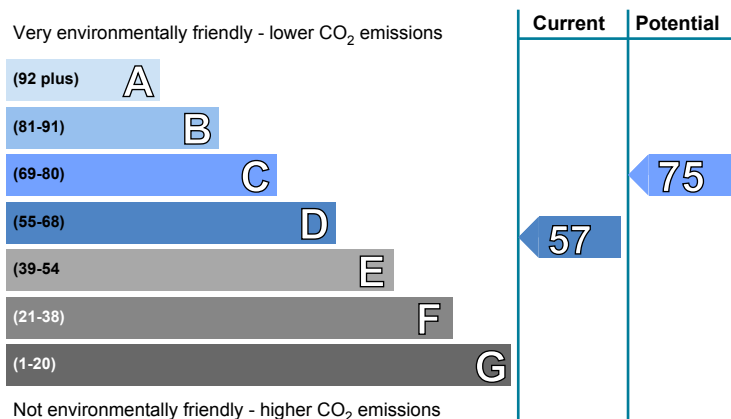 Current Potential
Very environmentally friendly - lower CO2 emissions
(92 plus) A
(81-91) B
(69-80) C 75
(55-68) D 57
(39-54 E
(21-38) F
(1-20) G
Not environmentally friendly - higher CO2 emissions